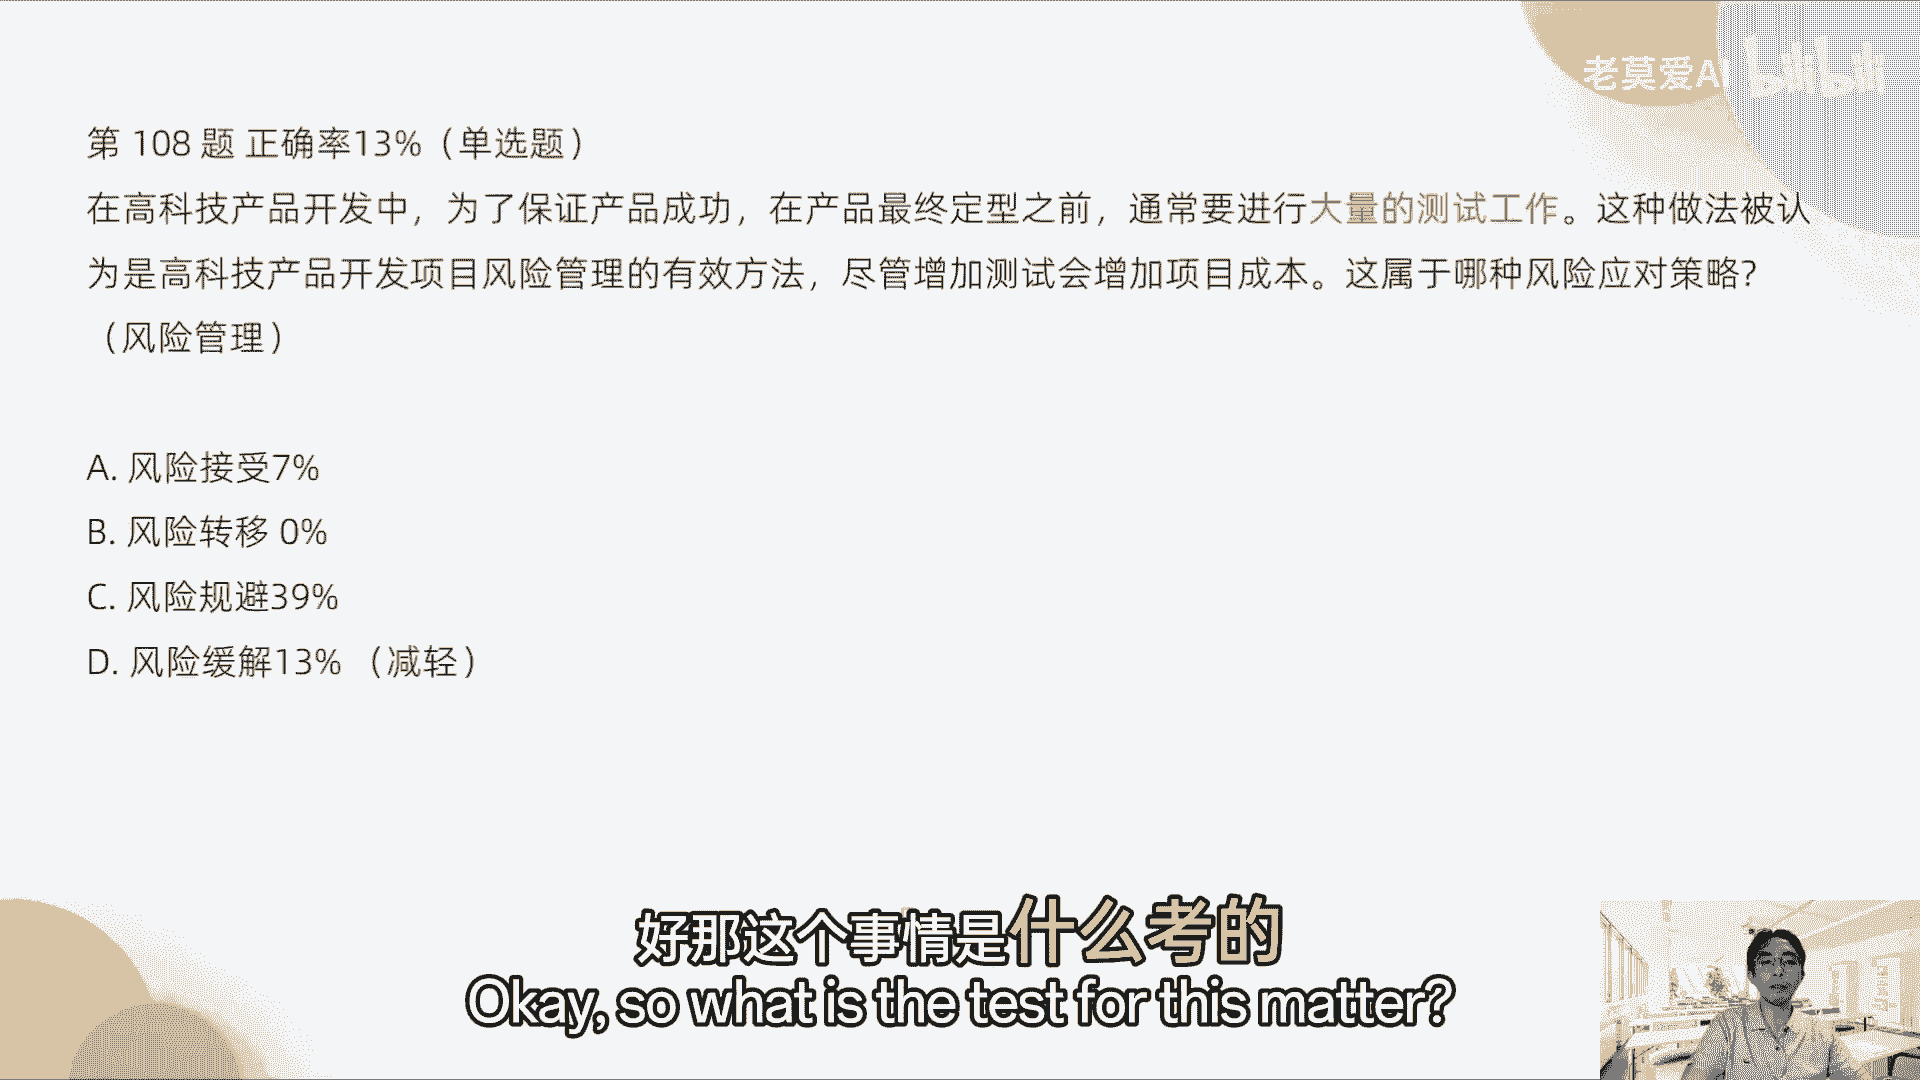 老莫爱AI bilibili
第 108 题 正确率13%（单选题）
在高科技产品开发中，为了保证产品成功，在产品最终定型之前，通常要进行大量的测试工作。这种做法被认
为是高科技产品开发项目风险管理的有效方法，尽管增加测试会增加项目成本。这属于哪种风险应对策略？
（风险管理）
A. 风险接受7%
B. 风险转移 0%
C. 风险规避39%
D. 风险缓解13% （减轻）
好那这个事情是什么考的
Okay, so what is the test for this matter?